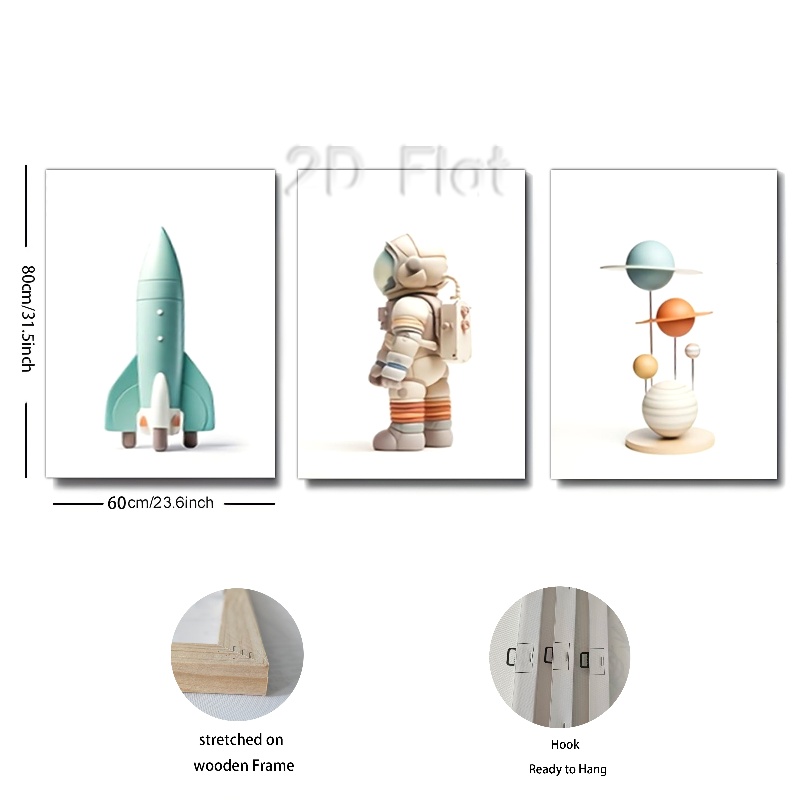 2D Flat
80cm/31.5inch
60cm/23.6inch
stretched on
wooden Frame
Hook
Ready to Hang